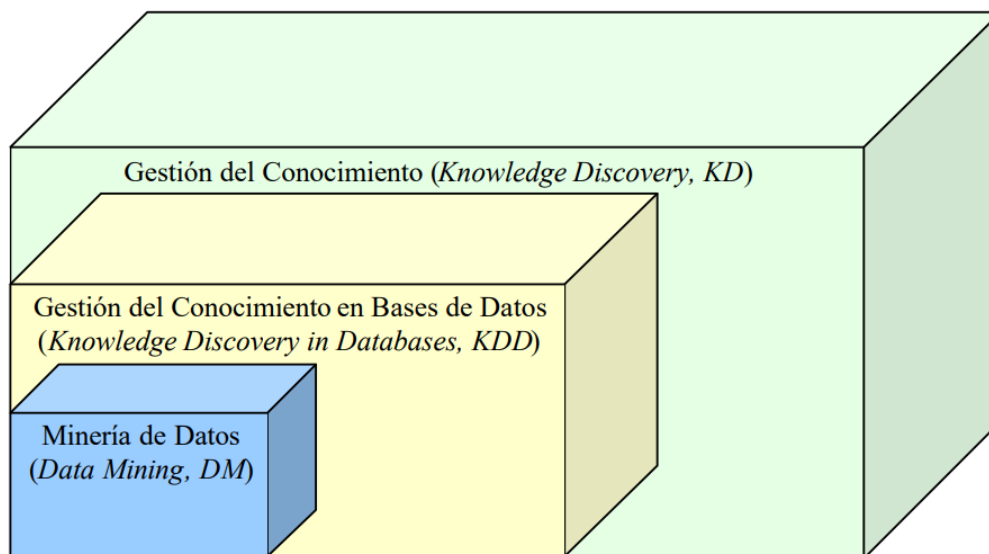 Gestión del Conocimiento (Knowledge Discovery, KD)
Gestión del Conocimiento en Bases de Datos
(Knowledge Discovery in Databases, KDD)
Minería de Datos
(Data Mining, DM)